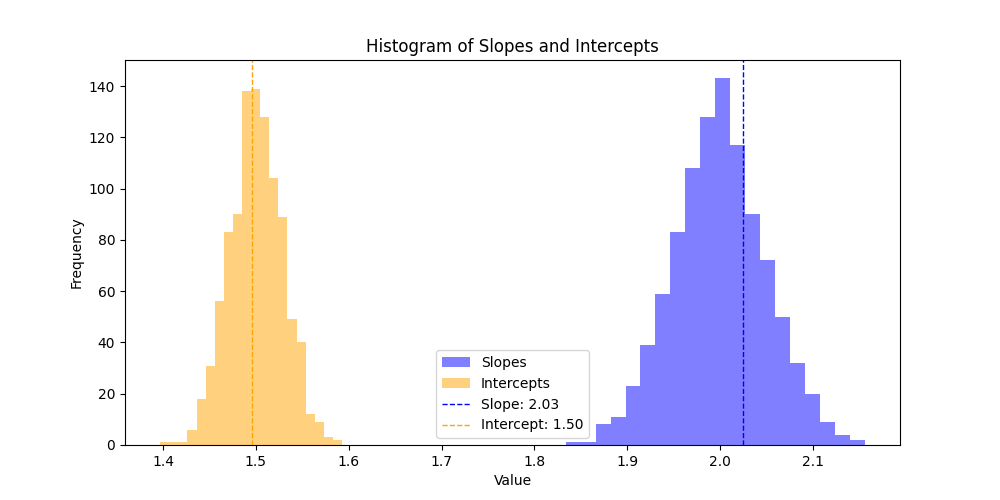 Histogram of Slopes and Intercepts
140
120
100
80
60
40
20
0
Frequency
Slopes
Intercepts
Slope: 2.03
Intercept: 1.50
1.4 1.5 1.6 1.7 1.8 1.9 2.0 2.1
Value